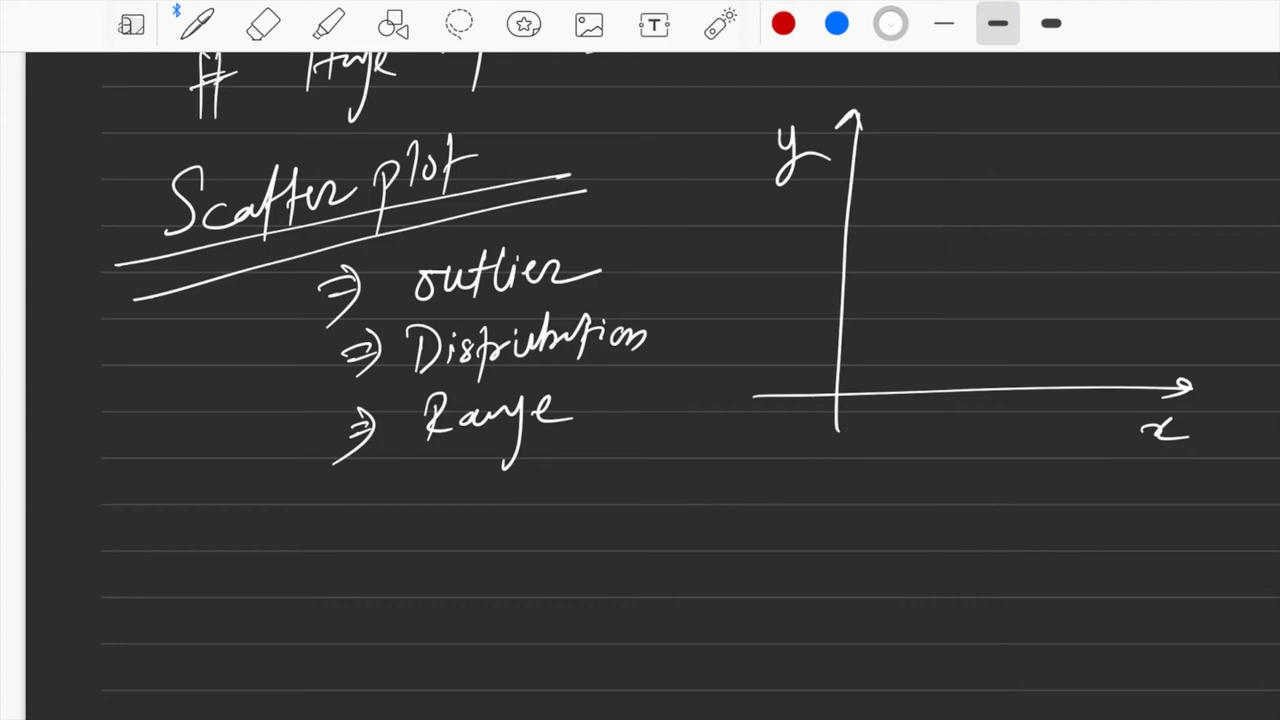 #
Scatter plot
⇒ outlier
⇒ Distribution
⇒ Range
y
x
T